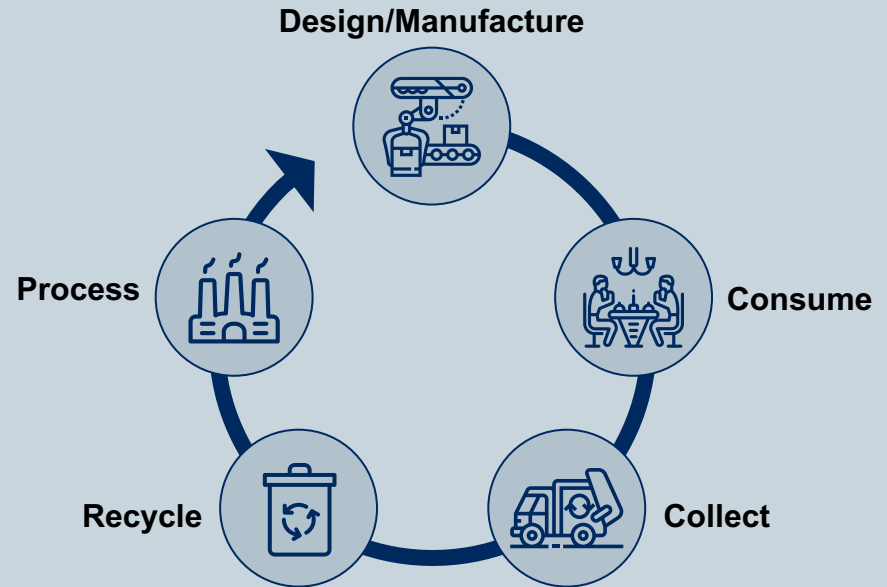 Design/Manufacture
Process
Consume
Recycle
Collect